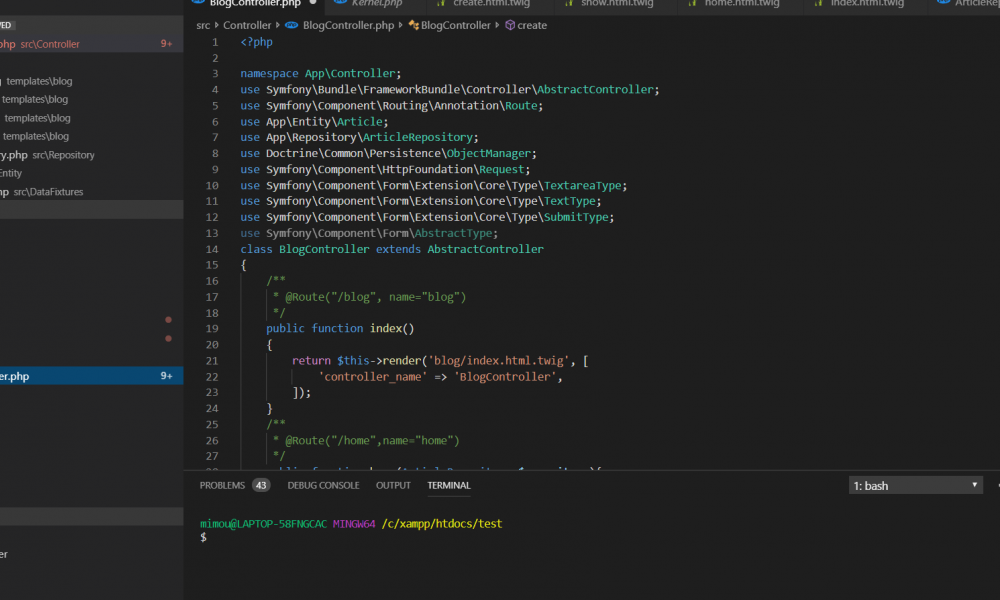 BlogController.php Kernel.php create.html.twig show.html.twig home.html.twig index.html.twig
src Controller BlogController.php BlogController create
php src\Controller 9+
templates\blog
templates\blog
templates\blog
templates\blog
ry.php src\Repository
Entity
src\DataFixtures
er.php 9+
er
1 <?php
2
3 namespace App\Controller;
4 use Symfony\Bundle\FrameworkBundle\Controller\AbstractController;
5 use Symfony\Component\Routing\Annotation\Route;
6 use App\Entity\Article;
7 use App\Repository\ArticleRepository;
8 use Doctrine\Common\Persistence\ObjectManager;
9 use Symfony\Component\HttpFoundation\Request;
10 use Symfony\Component\Form\Extension\Core\Type\TextareaType;
11 use Symfony\Component\Form\Extension\Core\Type\TextType;
12 use Symfony\Component\Form\Extension\Core\Type\SubmitType;
13 use Symfony\Component\Form\AbstractType;
14 class BlogController extends AbstractController
15 {
16 /**
17 * @Route("/blog", name="blog")
18 */
19 public function index()
20 {
21 return $this->render('blog/index.html.twig', [
22 'controller_name' => 'BlogController',
23 ]);
24 }
25 /**
26 * @Route("/home",name="home")
27 */
PROBLEMS 43 DEBUG CONSOLE OUTPUT TERMINAL 1: bash
mimou@LAPTOP-58FNGCAC MINGW64 /c/xampp/htdocs/test
$